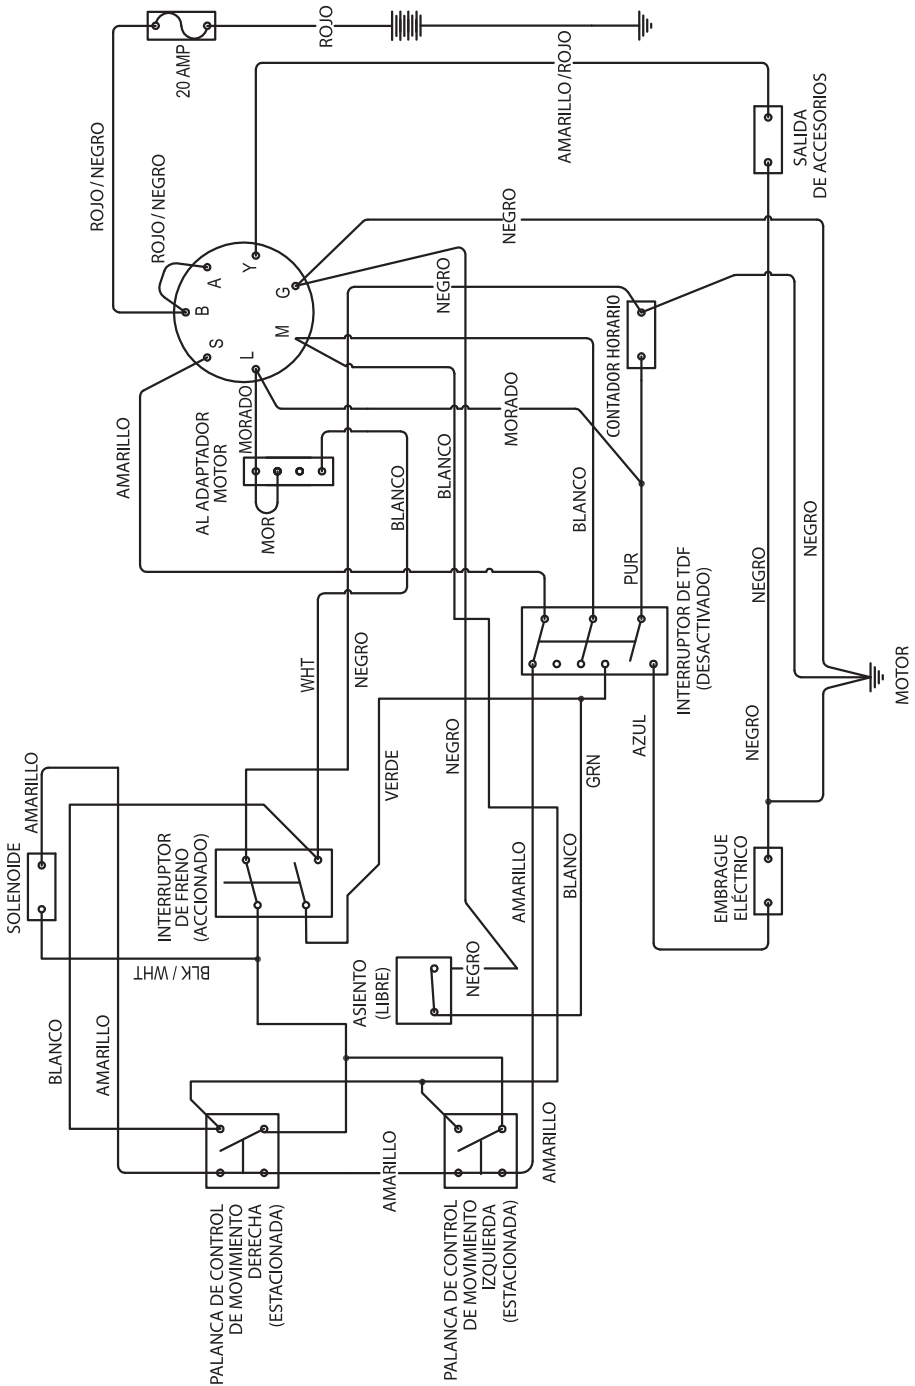 ROJO
20 AMP
ROJO / NEGRO
ROJO / NEGRO
AMARILLO /ROJO
SALIDA
DE ACCESORIOS
A
B
Y
S
G
L
M
NEGRO
NEGRO
AMARILLO
AL ADAPTADOR
MOTOR
MORADO
MOR
BLANCO
BLANCO
MORADO
CONTADOR HORARIO
BLANCO
PUR
NEGRO
NEGRO
INTERRUPTOR DE TDF
(DESACTIVADO)
WHT
NEGRO
MOTOR
SOLENOIDE
AMARILLO
VERDE
NEGRO
GRN
AZUL
NEGRO
INTERRUPTOR
DE FRENO
(ACCIONADO)
AMARILLO
BLANCO
EMBRAGUE
ELÉCTRICO
BLK / WHT
ASIENTO
(LIBRE)
NEGRO
BLANCO
AMARILLO
AMARILLO
AMARILLO
PALANCA DE CONTROL
DE MOVIMIENTO
DERECHA
(ESTACIONADA)
PALANCA DE CONTROL
DE MOVIMIENTO
IZQUIERDA
(ESTACIONADA)